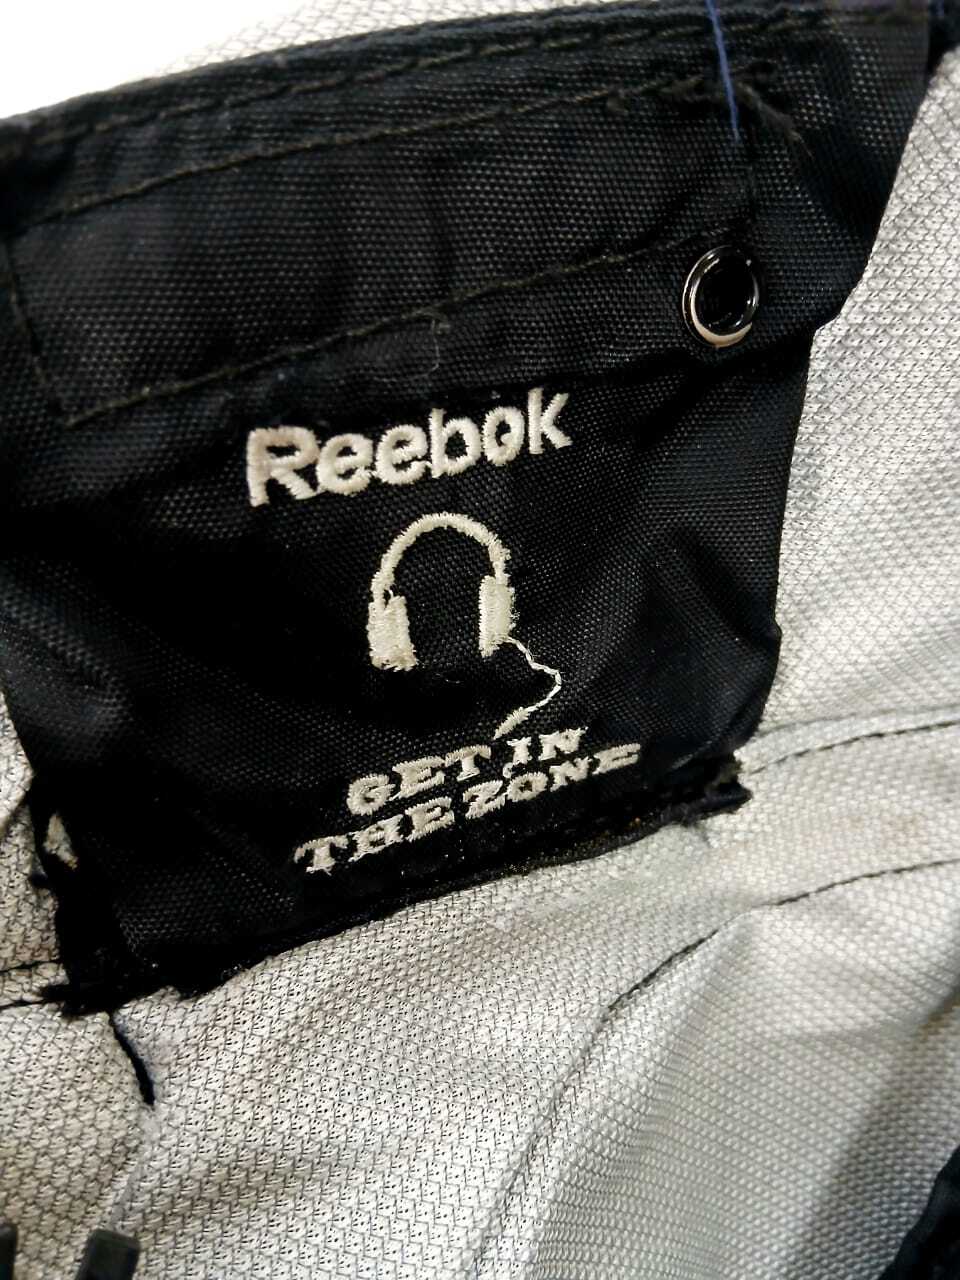 Reebok
GET IN
THE ZONE